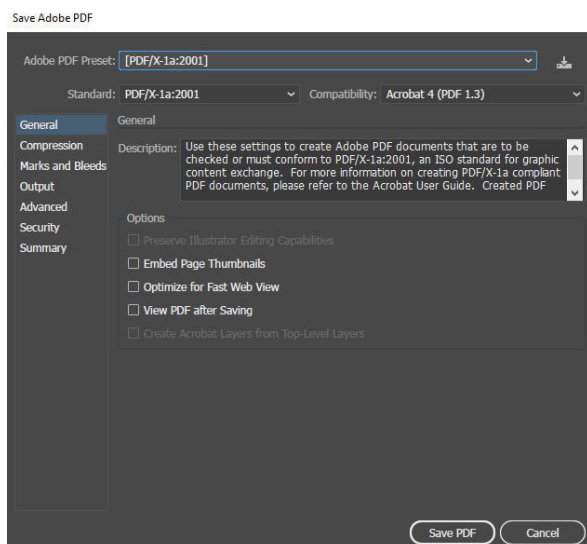 Save Adobe PDF
Adobe PDF Preset: [PDF/X-1a:2001]
Standard: PDF/X-1a:2001 Compatibility: Acrobat 4 (PDF 1.3)
General
Compression
Marks and Bleeds
Output
Advanced
Security
Summary
General
Description: Use these settings to create Adobe PDF documents that are to be
checked or must conform to PDF/X-1a:2001, an ISO standard for graphic
content exchange. For more information on creating PDF/X-1a compliant
PDF documents, please refer to the Acrobat User Guide. Created PDF
Options
Preserve Illustrator Editing Capabilities
Embed Page Thumbnails
Optimize for Fast Web View
View PDF after Saving
Create Acrobat Layers from Top-Level Layers
Save PDF Cancel